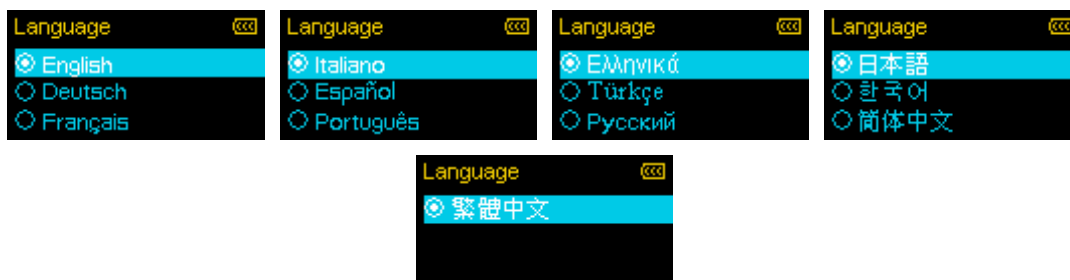 Language
English
Deutsch
Français
Language
Italiano
Español
Português
Language
Ελληνικά
Türkçe
Русский
Language
日本語
한국어
简体中文
Language
繁體中文